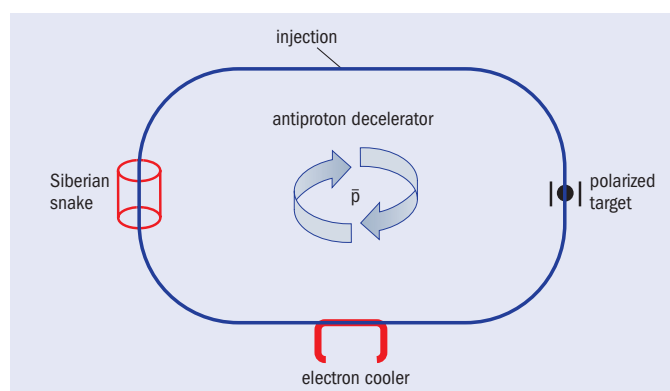 injection
antiproton decelerator
Siberian
snake
p̄
polarized
target
electron cooler